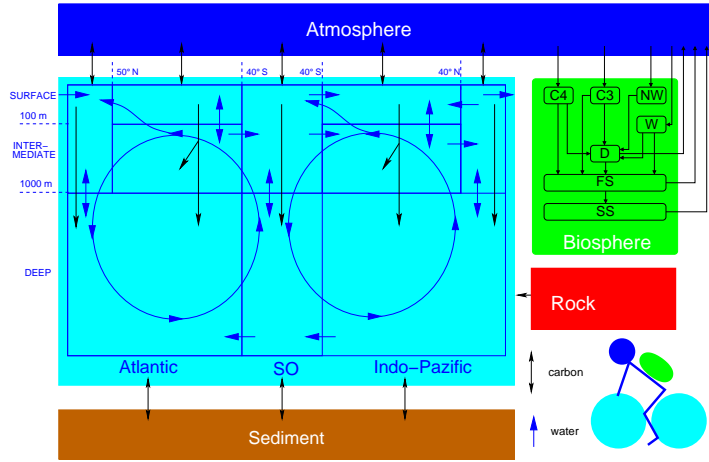 Atmosphere
50° N
40° S
40° S
40° N
SURFACE
100 m
INTER-
MEDIATE
1000 m
DEEP
C4
C3
NW
W
D
FS
SS
Biosphere
Rock
Atlantic
SO
Indo-Pazific
carbon
water
Sediment